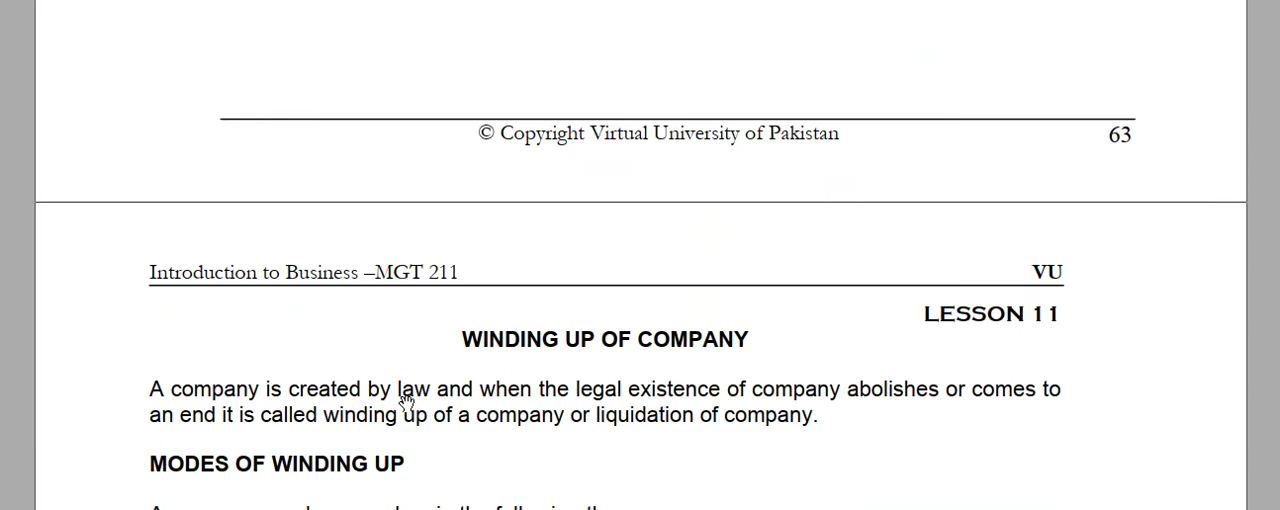 © Copyright Virtual University of Pakistan 63
Introduction to Business –MGT 211 VU
LESSON 11
WINDING UP OF COMPANY
A company is created by law and when the legal existence of company abolishes or comes to
an end it is called winding up of a company or liquidation of company.
MODES OF WINDING UP